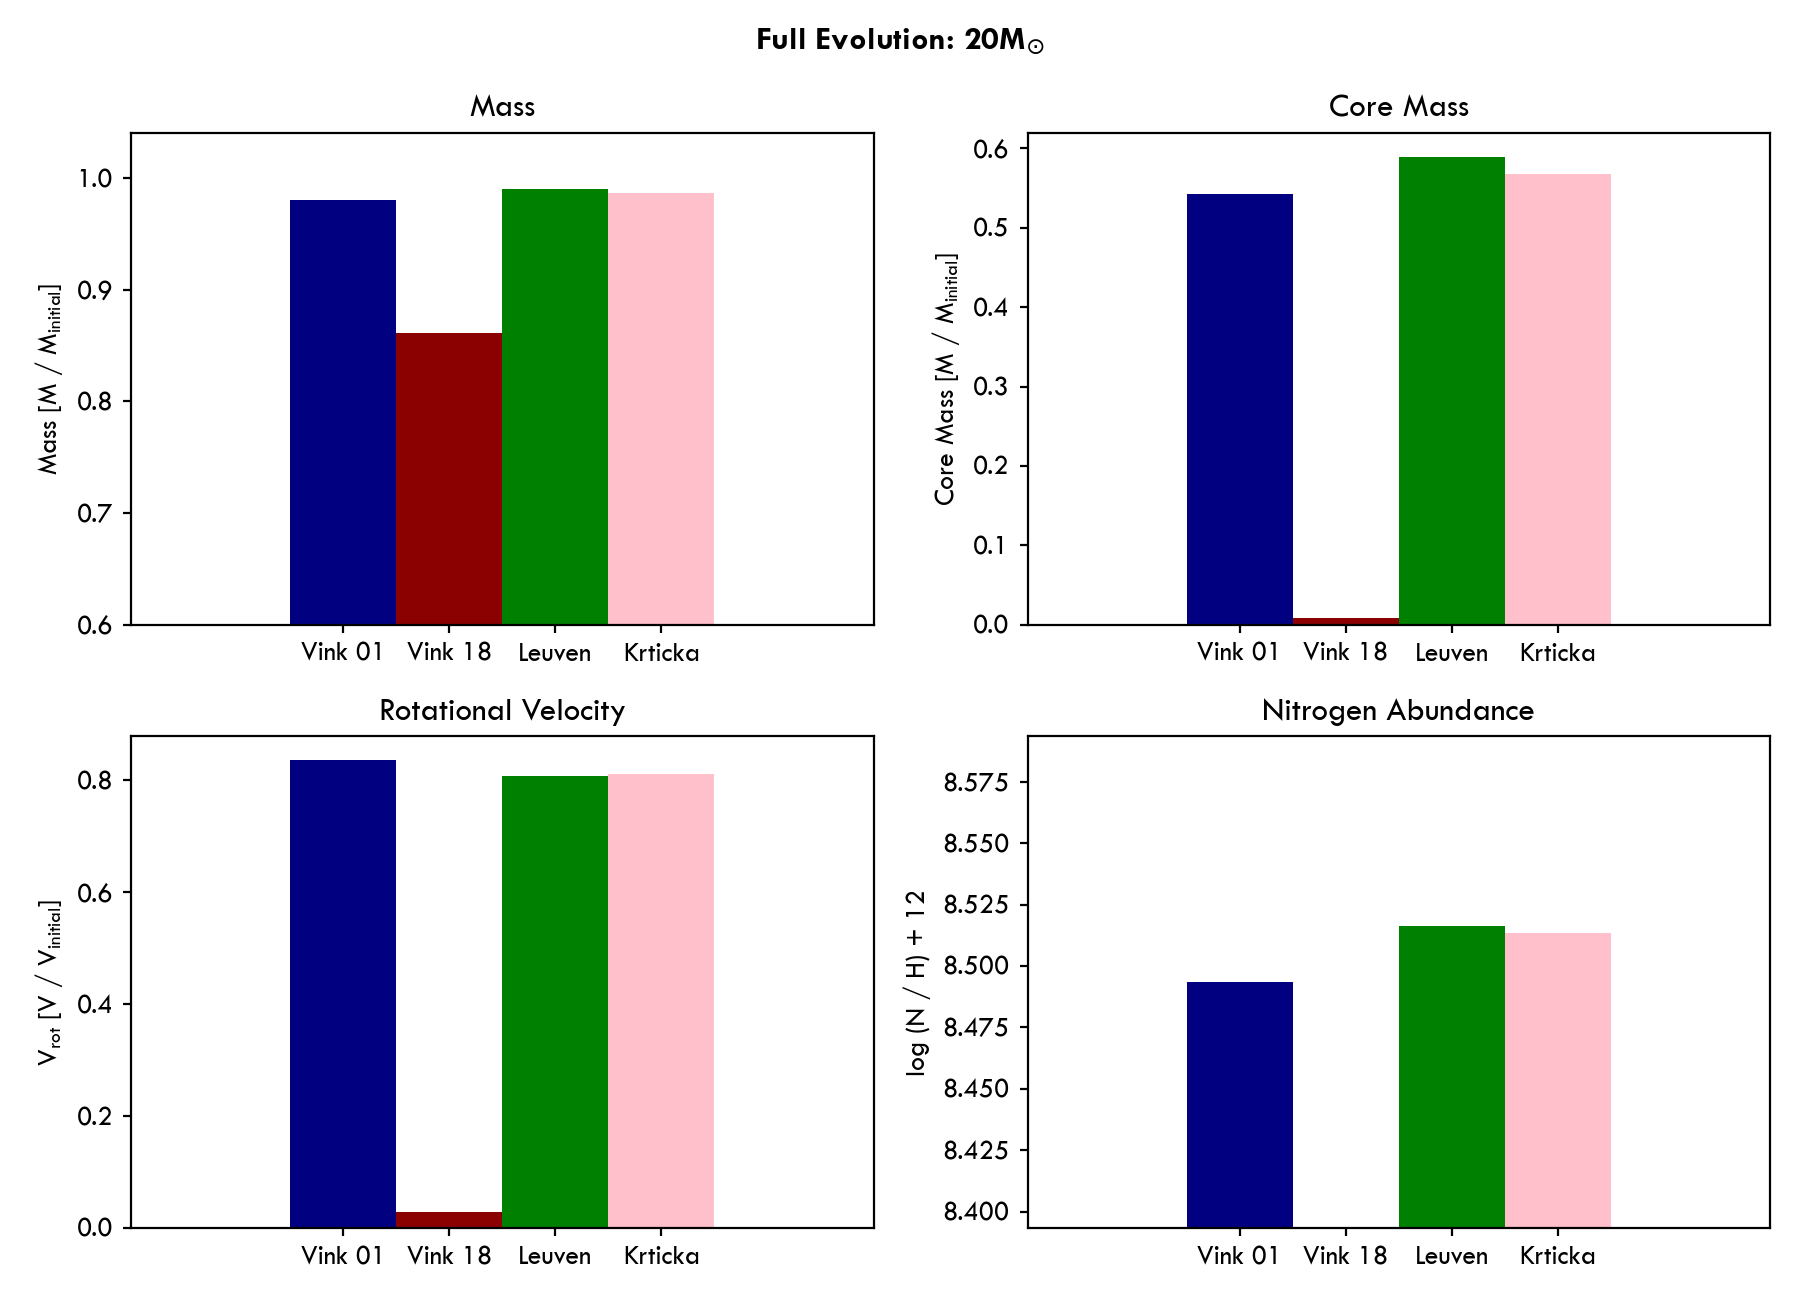 Full Evolution: 20M☉
Mass
Mass [M / Minitial]
1.0
0.9
0.8
0.7
0.6
Vink 01 Vink 18 Leuven Krticka
Core Mass
Core Mass [M / Minitial]
0.6
0.5
0.4
0.3
0.2
0.1
0.0
Vink 01 Vink 18 Leuven Krticka
Rotational Velocity
Vrot [V / Vinitial]
0.8
0.6
0.4
0.2
0.0
Vink 01 Vink 18 Leuven Krticka
Nitrogen Abundance
log (N / H) + 12
8.575
8.550
8.525
8.500
8.475
8.450
8.425
8.400
Vink 01 Vink 18 Leuven Krticka